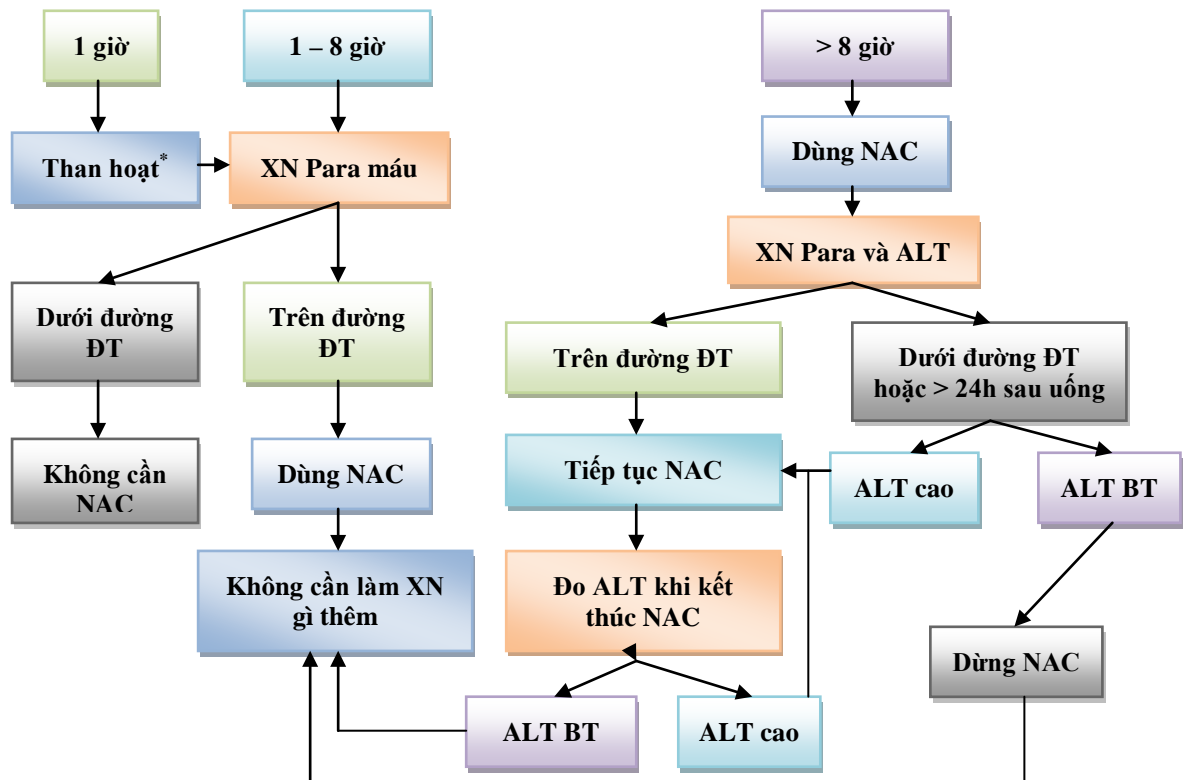 1 giờ
1 – 8 giờ
> 8 giờ
Than hoạt*
XN Para máu
Dùng NAC
XN Para và ALT
Dưới đường
ĐT
Trên đường
ĐT
Trên đường ĐT
Dưới đường ĐT
hoặc > 24h sau uống
Không cần
NAC
Dùng NAC
Tiếp tục NAC
ALT cao
ALT BT
Không cần làm XN
gì thêm
Đo ALT khi kết
thúc NAC
Dừng NAC
ALT BT
ALT cao